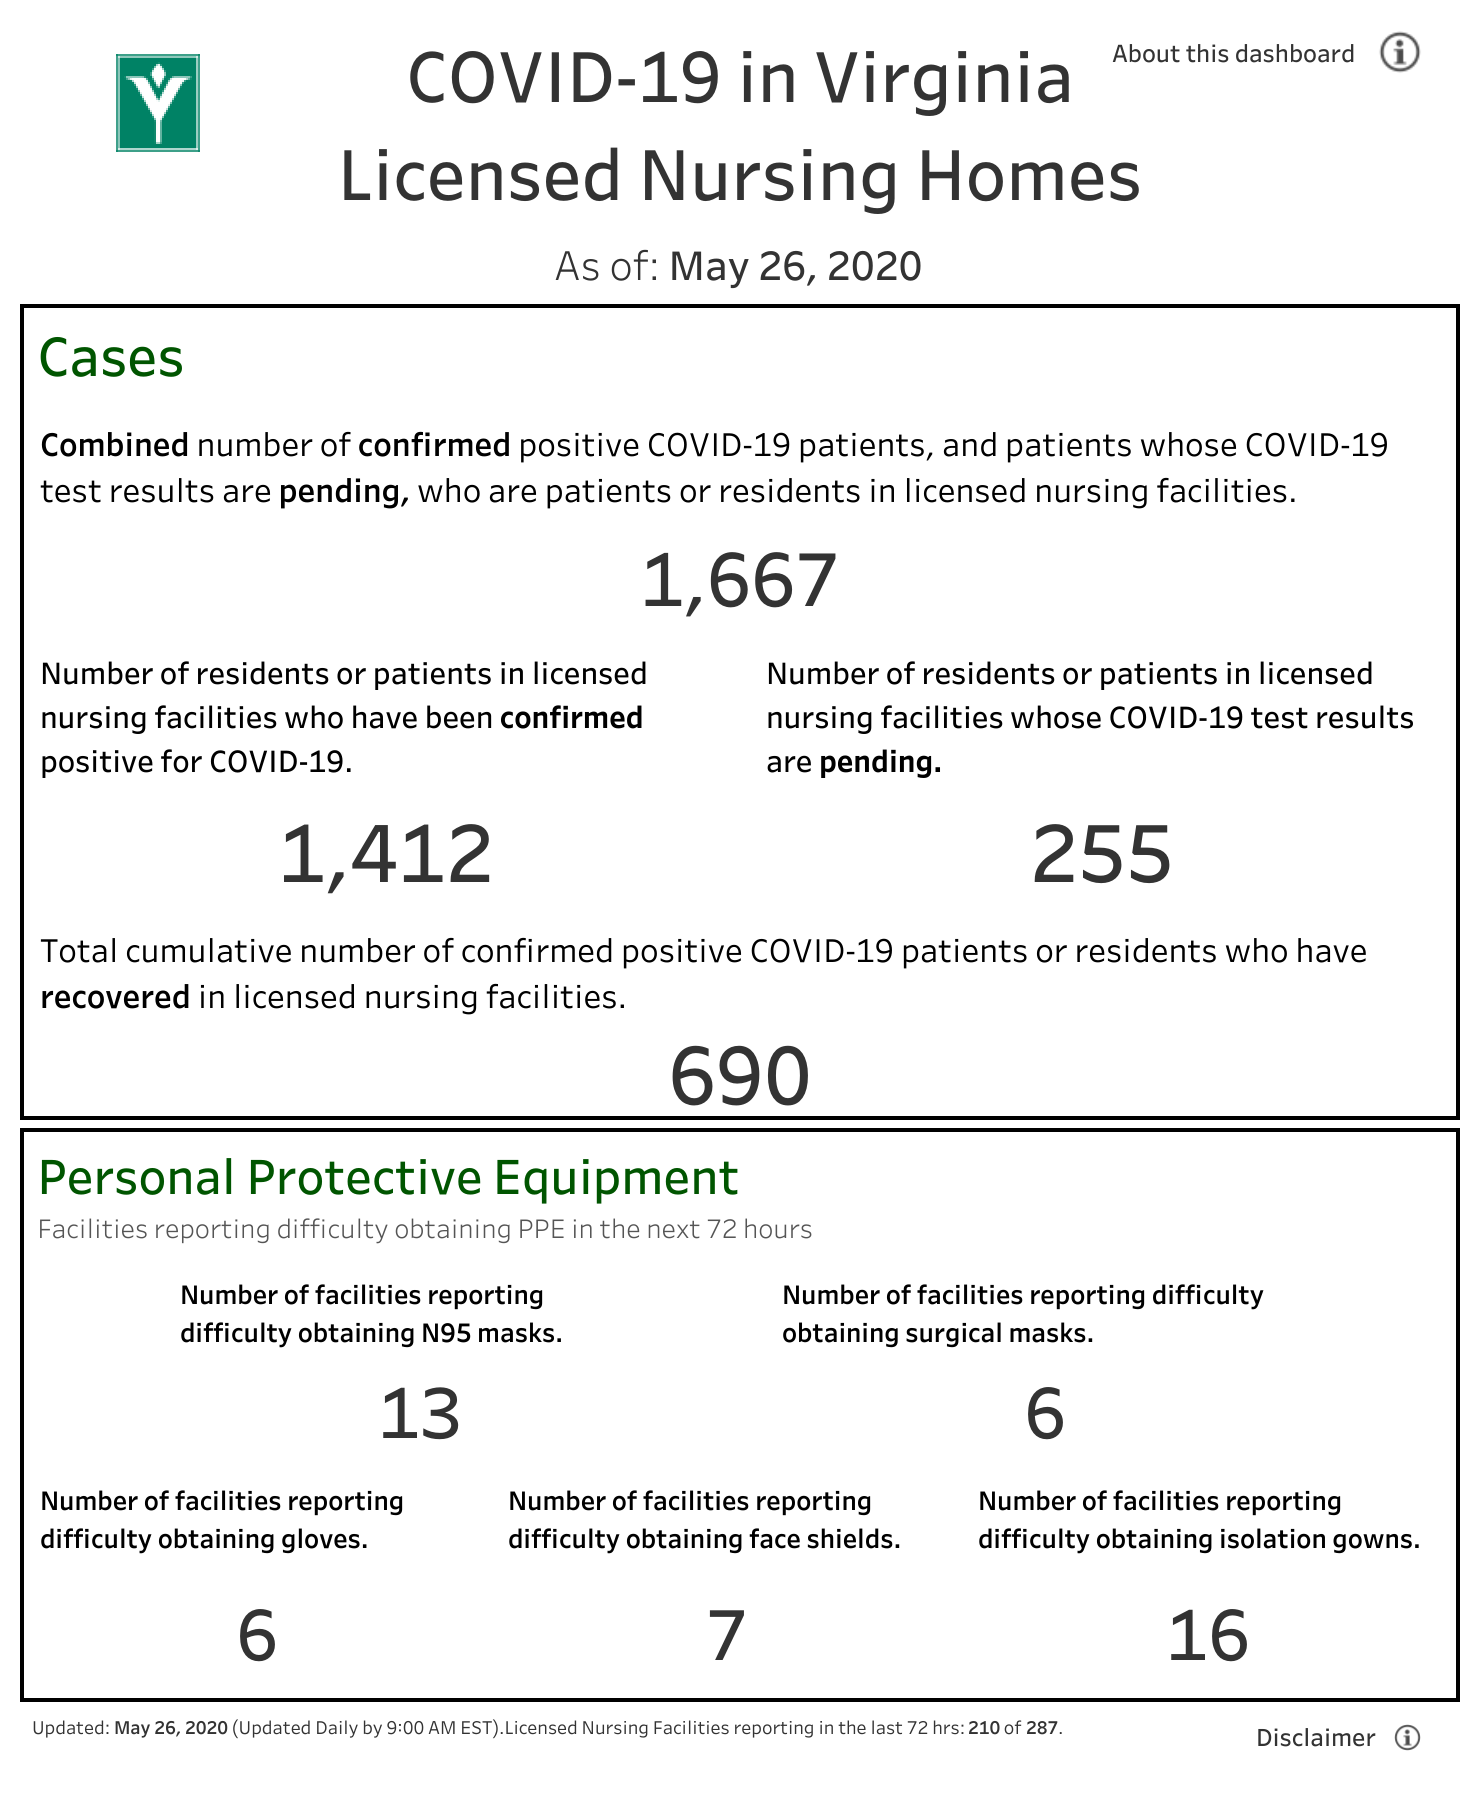 COVID-19 in Virginia
Licensed Nursing Homes
About this dashboard
As of: May 26, 2020
Cases
Combined number of confirmed positive COVID-19 patients, and patients whose COVID-19
test results are pending, who are patients or residents in licensed nursing facilities.
1,667
Number of residents or patients in licensed
nursing facilities who have been confirmed
positive for COVID-19.
1,412
Number of residents or patients in licensed
nursing facilities whose COVID-19 test results
are pending.
255
Total cumulative number of confirmed positive COVID-19 patients or residents who have
recovered in licensed nursing facilities.
690
Personal Protective Equipment
Facilities reporting difficulty obtaining PPE in the next 72 hours
Number of facilities reporting
difficulty obtaining N95 masks.
13
Number of facilities reporting difficulty
obtaining surgical masks.
6
Number of facilities reporting
difficulty obtaining gloves.
6
Number of facilities reporting
difficulty obtaining face shields.
7
Number of facilities reporting
difficulty obtaining isolation gowns.
16
Updated: May 26, 2020 (Updated Daily by 9:00 AM EST).Licensed Nursing Facilities reporting in the last 72 hrs: 210 of 287.
Disclaimer